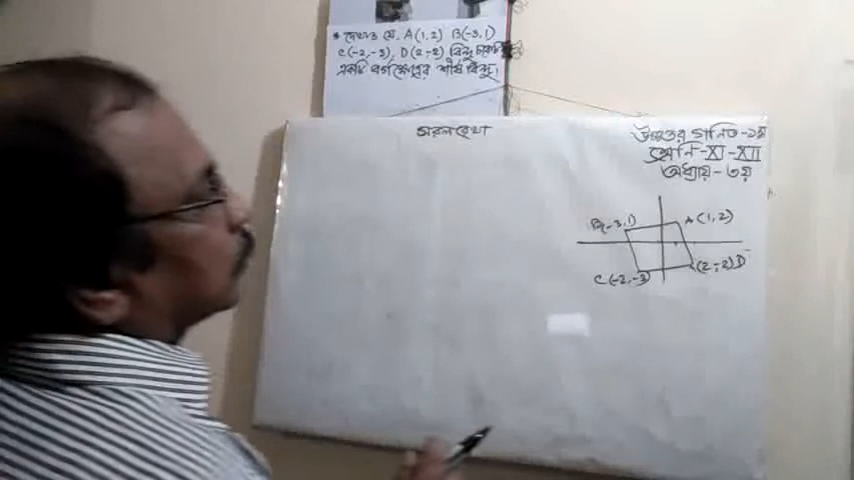 * দেখাও যে, A(1,2) B(-3,1)
C(-2,-3), D(2,-2) বিন্দু চারটি
একটি বর্গক্ষেত্রের শীর্ষ বিন্দু।
সরলরেখা
উচ্চতর গণিত-১ম
শ্রেণি-XI-XII
অধ্যায়-৩য়
B(-3,1) A(1,2)
C(-2,-3) (2,-2)D